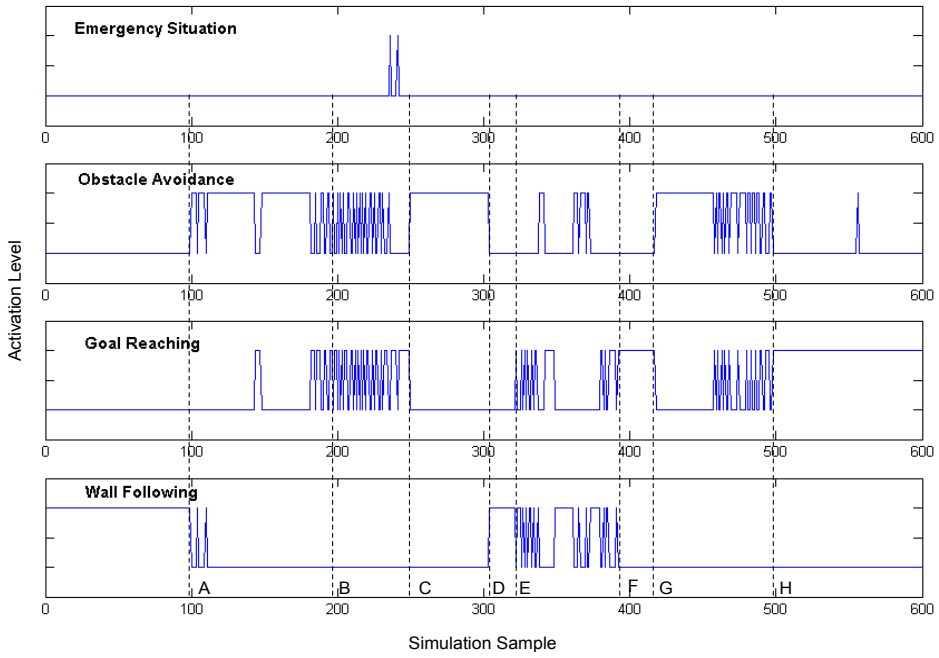 Emergency Situation
0 100 200 300 400 500 600
Obstacle Avoidance
0 100 200 300 400 500 600
Activation Level
Goal Reaching
0 100 200 300 400 500 600
Wall Following
A B C D E F G H
0 100 200 300 400 500 600
Simulation Sample